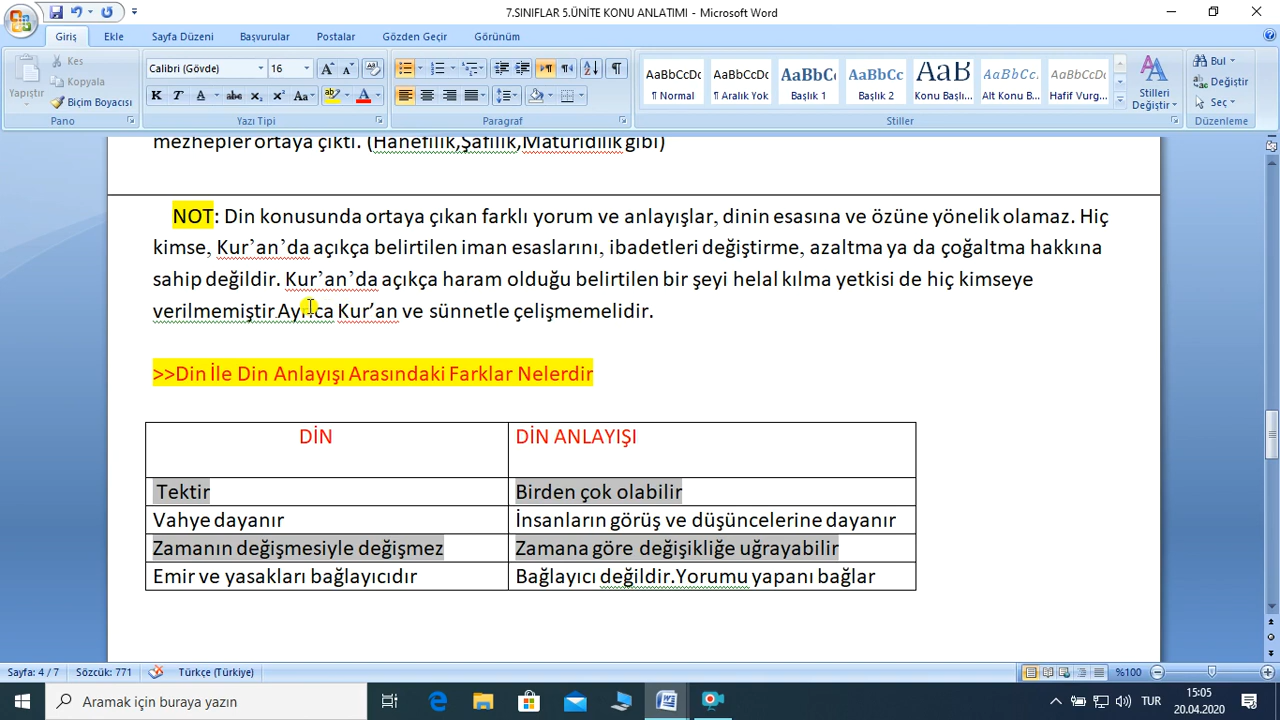 7.SINIFLAR 5.ÜNİTE KONU ANLATIMI - Microsoft Word
Giriş Ekle Sayfa Düzeni Başvurular Postalar Gözden Geçir Görünüm
Yapıştır Kes Kopyala Biçim Boyacısı
Calibri (Gövde) 16
AaBbCcDc AaBbCcDc AaBbCc AaBbCc AaB AaBbCcDc AaBbCcDc
¶ Normal ¶ Aralık Yok Başlık 1 Başlık 2 Konu Başlı... Alt Konu B... Hafif Vurg...
Stilleri Değiştir
Bul
Değiştir
Seç
Pano Yazı Tipi Paragraf Stiller Düzenleme
mezhepler ortaya çıktı. (Hanefilik,Şafilik,Maturidilik gibi)
NOT: Din konusunda ortaya çıkan farklı yorum ve anlayışlar, dinin esasına ve özüne yönelik olamaz. Hiç
kimse, Kur’an’da açıkça belirtilen iman esaslarını, ibadetleri değiştirme, azaltma ya da çoğaltma hakkına
sahip değildir. Kur’an’da açıkça haram olduğu belirtilen bir şeyi helal kılma yetkisi de hiç kimseye
verilmemiştir.Ayrıca Kur’an ve sünnetle çelişmemelidir.
>>Din İle Din Anlayışı Arasındaki Farklar Nelerdir
DİN DİN ANLAYIŞI
Tektir Birden çok olabilir
Vahye dayanır İnsanların görüş ve düşüncelerine dayanır
Zamanın değişmesiyle değişmez Zamana göre değişikliğe uğrayabilir
Emir ve yasakları bağlayıcıdır Bağlayıcı değildir.Yorumu yapanı bağlar
Sayfa: 4 / 7 Sözcük: 771 Türkçe (Türkiye) %100
Aramak için buraya yazın TUR 15:05
20.04.2020